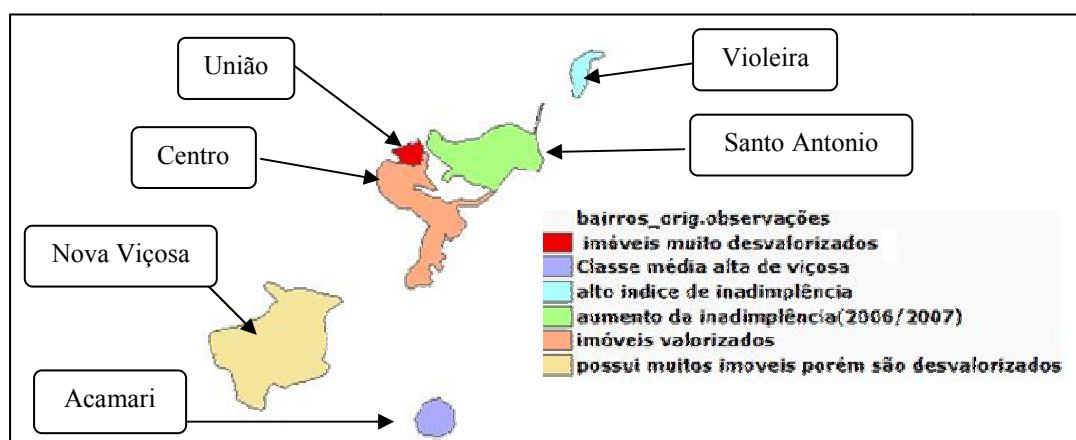 União
Violeira
Centro
Santo Antonio
Nova Viçosa
Acamari
bairros_orig.observações
imóveis muito desvalorizados
Classe média alta de viçosa
alto indice de inadimplência
aumento da inadimplência(2006/2007)
imóveis valorizados
possui muitos imoveis porém são desvalorizados